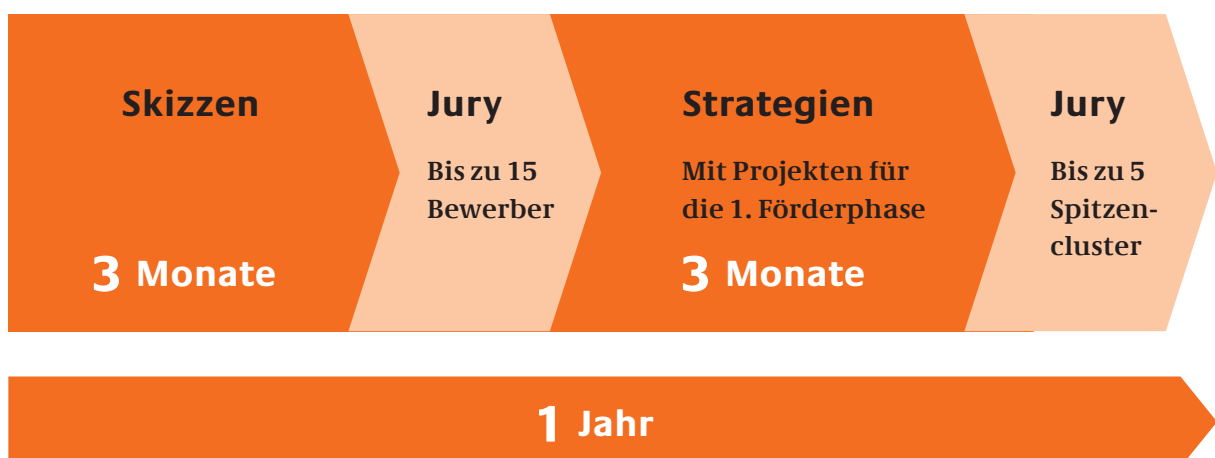 Skizzen
3 Monate
Jury
Bis zu 15
Bewerber
Strategien
Mit Projekten für
die 1. Förderphase
3 Monate
Jury
Bis zu 5
Spitzen-
cluster
1 Jahr